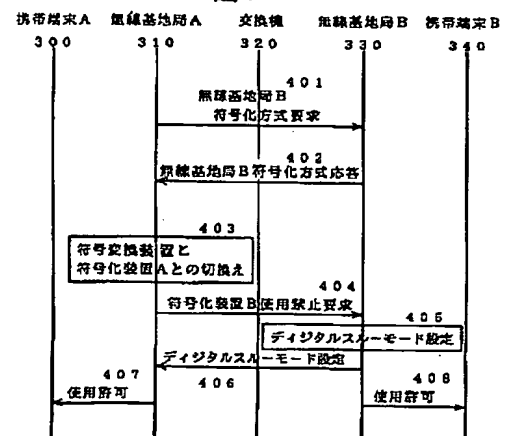 携帯端末A 無線基地局A 交換機 無線基地局B 携帯端末B
300 310 320 330 340
401
無線基地局B
符号化方式要求
402
無線基地局B符号化方式応答
403
符号変換装置と
符号化装置Aとの切換え
404
符号化装置B使用禁止要求
405
ディジタルスルーモード設定
ディジタルスルーモード設定
407 406 408
使用許可 使用許可